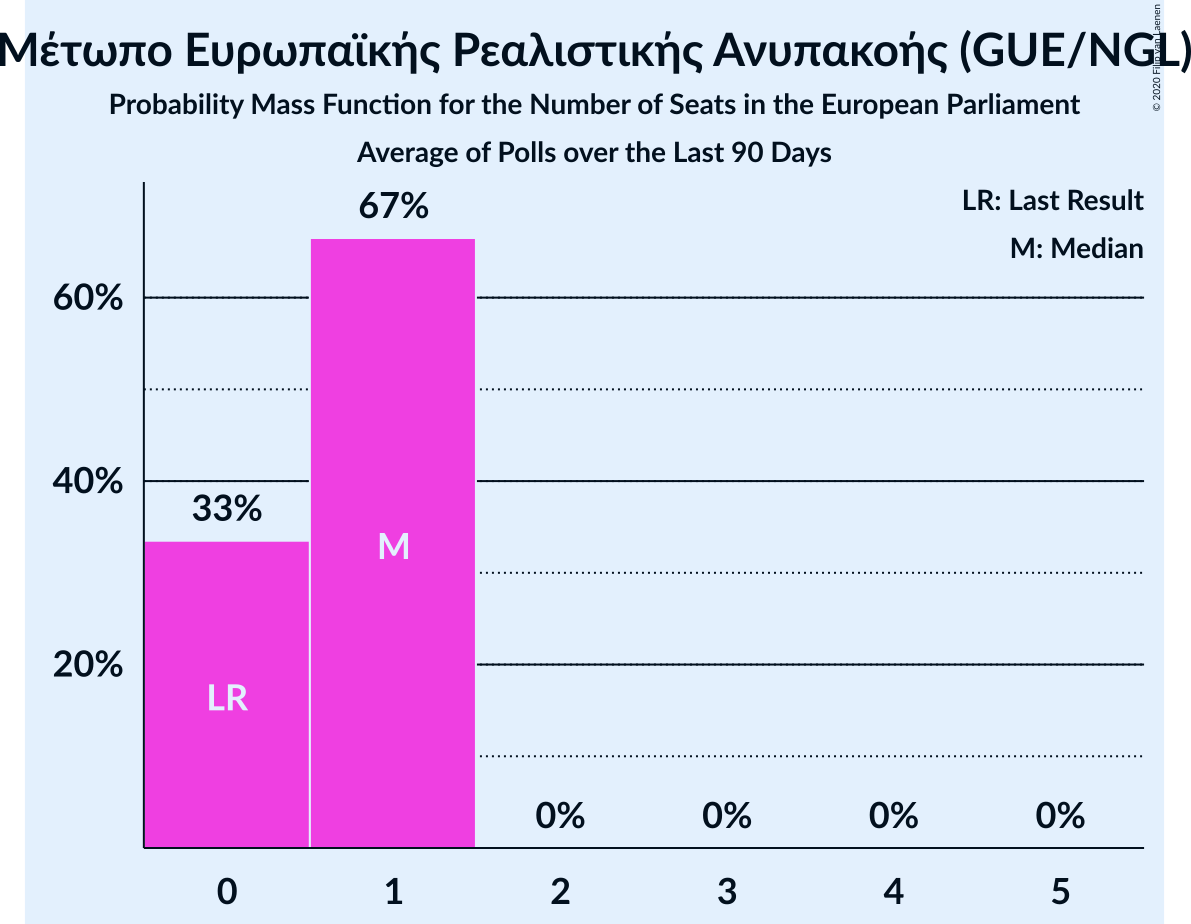 Μέτωπο Ευρωπαϊκής Ρεαλιστικής Ανυπακοής (GUE/NGL)
© 2020 Filip van Laenen
Probability Mass Function for the Number of Seats in the European Parliament
Average of Polls over the Last 90 Days
LR: Last Result
M: Median
67%
60%
40%
33%
M
20%
LR
0% 0% 0% 0%
0 1 2 3 4 5